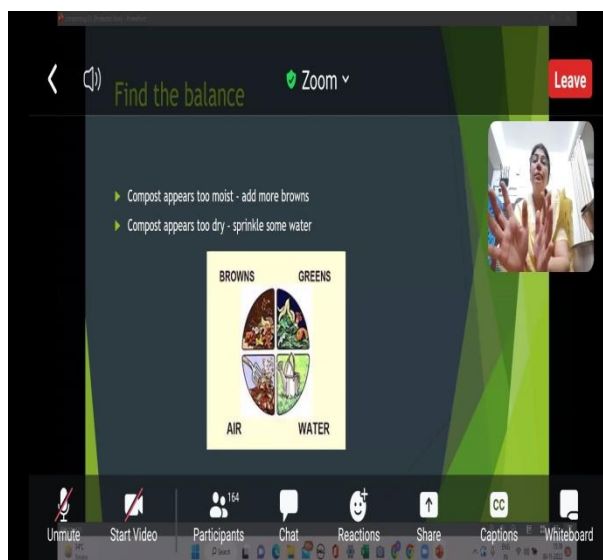 Zoom
Leave
Find the balance
Compost appears too moist - add more browns
Compost appears too dry - sprinkle some water
BROWNS GREENS
AIR WATER
164
Unmute Start Video Participants Chat Reactions Share Captions Whiteboard
CC
Search